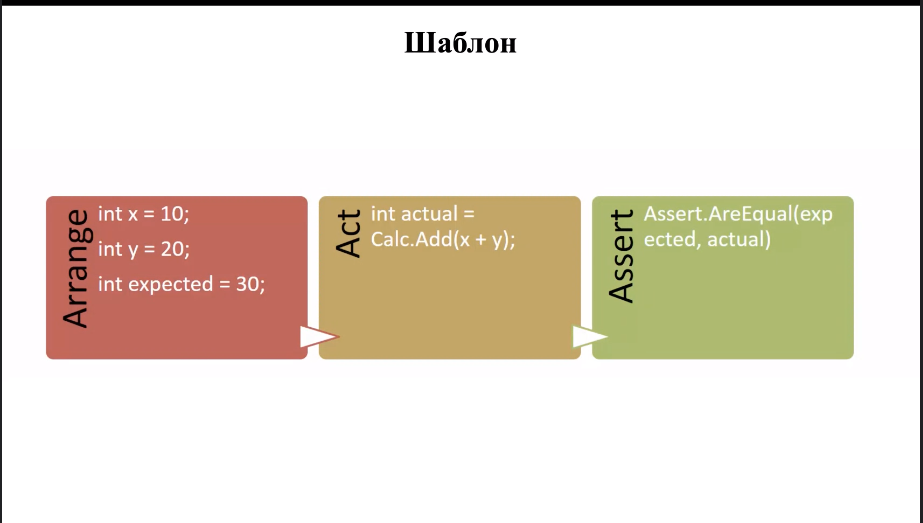 Шаблон
Arrange
int x = 10;
int y = 20;
int expected = 30;
Act
int actual =
Calc.Add(x + y);
Assert
Assert.AreEqual(exp
ected, actual)